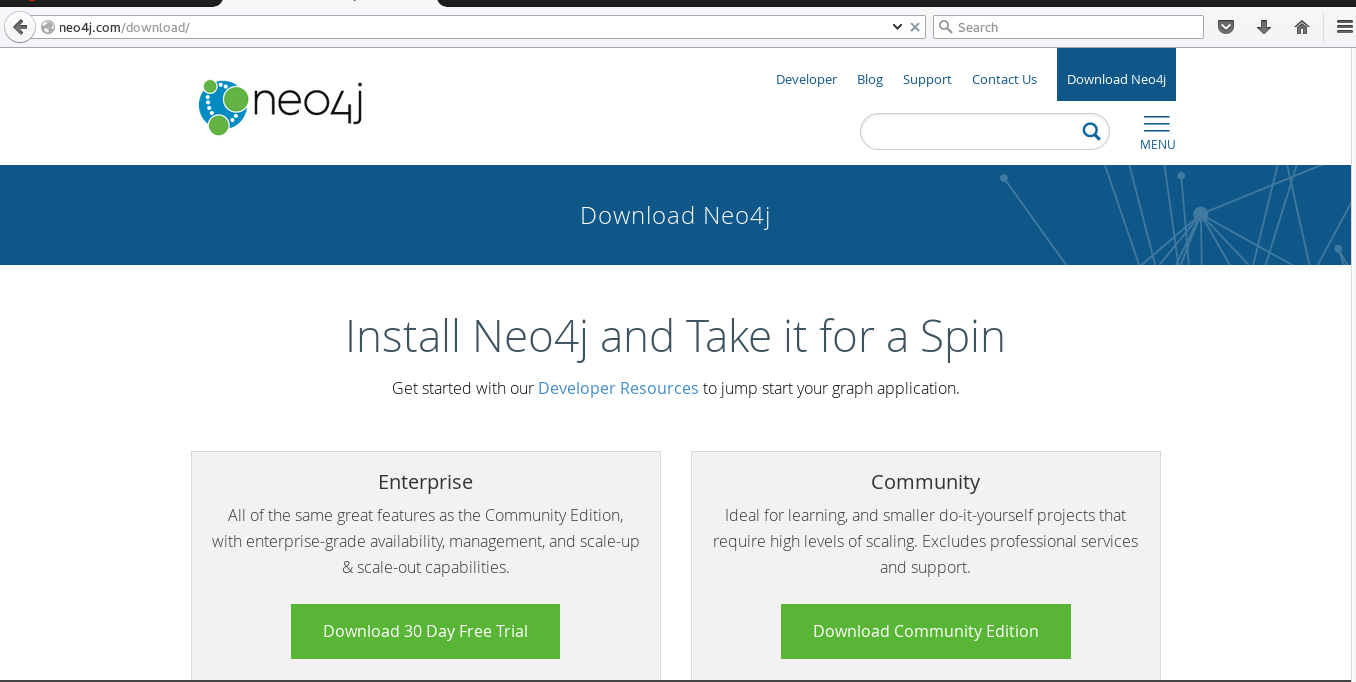 neo4j.com/download/
Search
neo4j
Developer
Blog
Support
Contact Us
Download Neo4j
MENU
Download Neo4j
Install Neo4j and Take it for a Spin
Get started with our Developer Resources to jump start your graph application.
Enterprise
All of the same great features as the Community Edition,
with enterprise-grade availability, management, and scale-up
& scale-out capabilities.
Download 30 Day Free Trial
Community
Ideal for learning, and smaller do-it-yourself projects that
require high levels of scaling. Excludes professional services
and support.
Download Community Edition